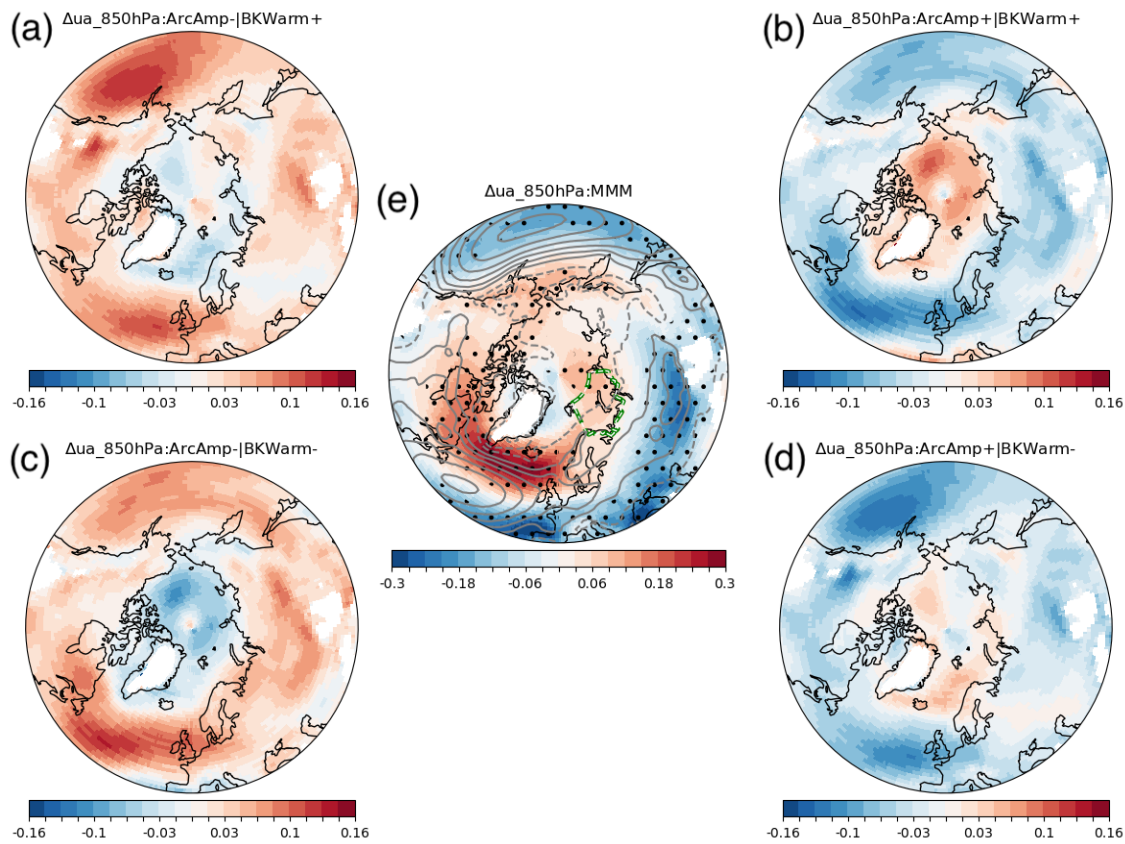 (a) Δua_850hPa:ArcAmp-|BKWarm+
-0.16 -0.1 -0.03 0.03 0.1 0.16
(b) Δua_850hPa:ArcAmp+|BKWarm+
-0.16 -0.1 -0.03 0.03 0.1 0.16
(e) Δua_850hPa:MMM
-0.3 -0.18 -0.06 0.06 0.18 0.3
(c) Δua_850hPa:ArcAmp-|BKWarm-
-0.16 -0.1 -0.03 0.03 0.1 0.16
(d) Δua_850hPa:ArcAmp+|BKWarm-
-0.16 -0.1 -0.03 0.03 0.1 0.16